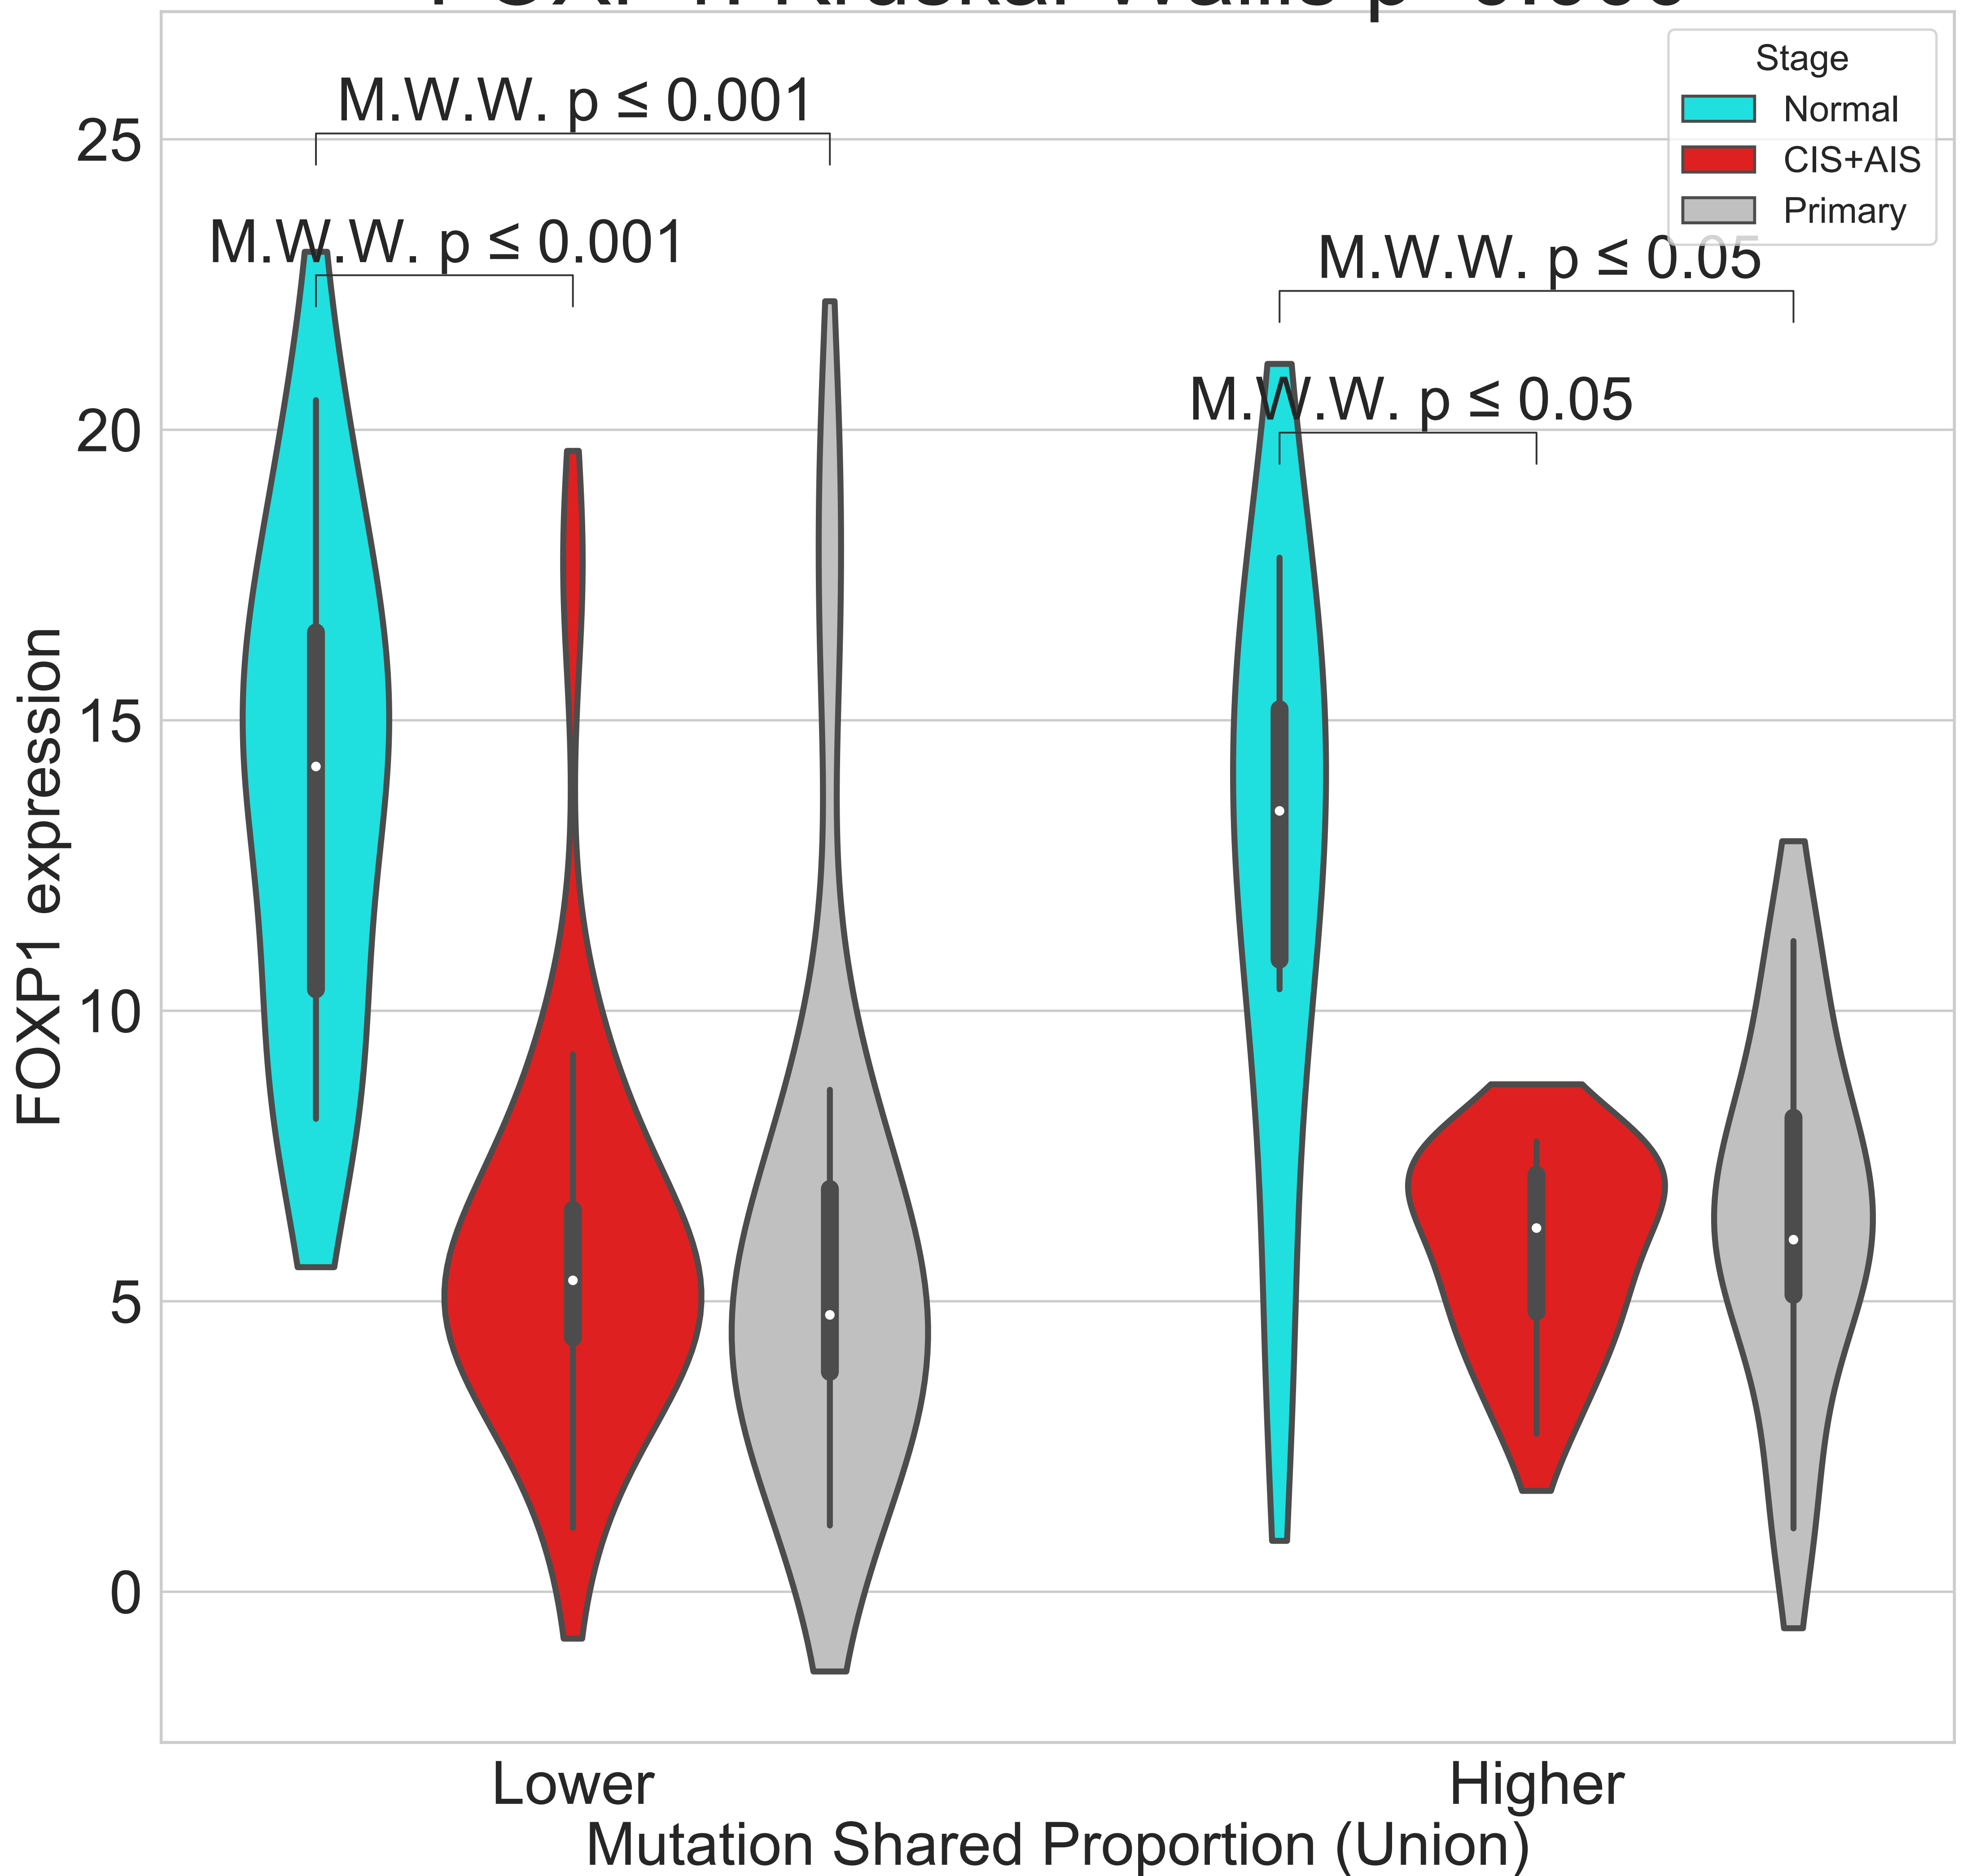 M.W.W. p ≤ 0.001
M.W.W. p ≤ 0.001
M.W.W. p ≤ 0.05
M.W.W. p ≤ 0.05
Stage
Normal
CIS+AIS
Primary
25
20
15
10
5
0
FOXP1 expression
Lower
Higher
Mutation Shared Proportion (Union)